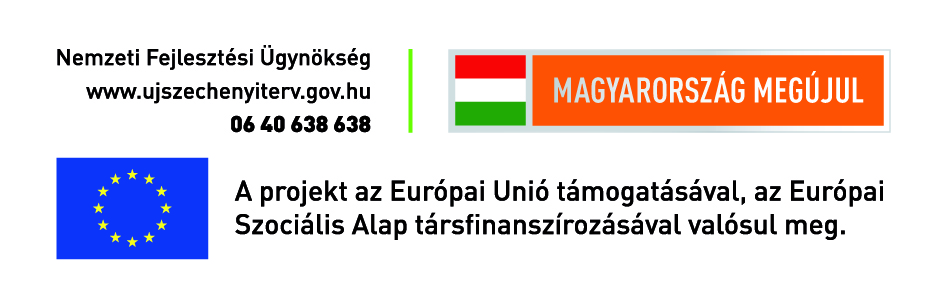 Nemzeti Fejlesztési Ügynökség
www.ujszechenyiterv.gov.hu
06 40 638 638
MAGYARORSZÁG MEGÚJUL
A projekt az Európai Unió támogatásával, az Európai
Szociális Alap társfinanszírozásával valósul meg.